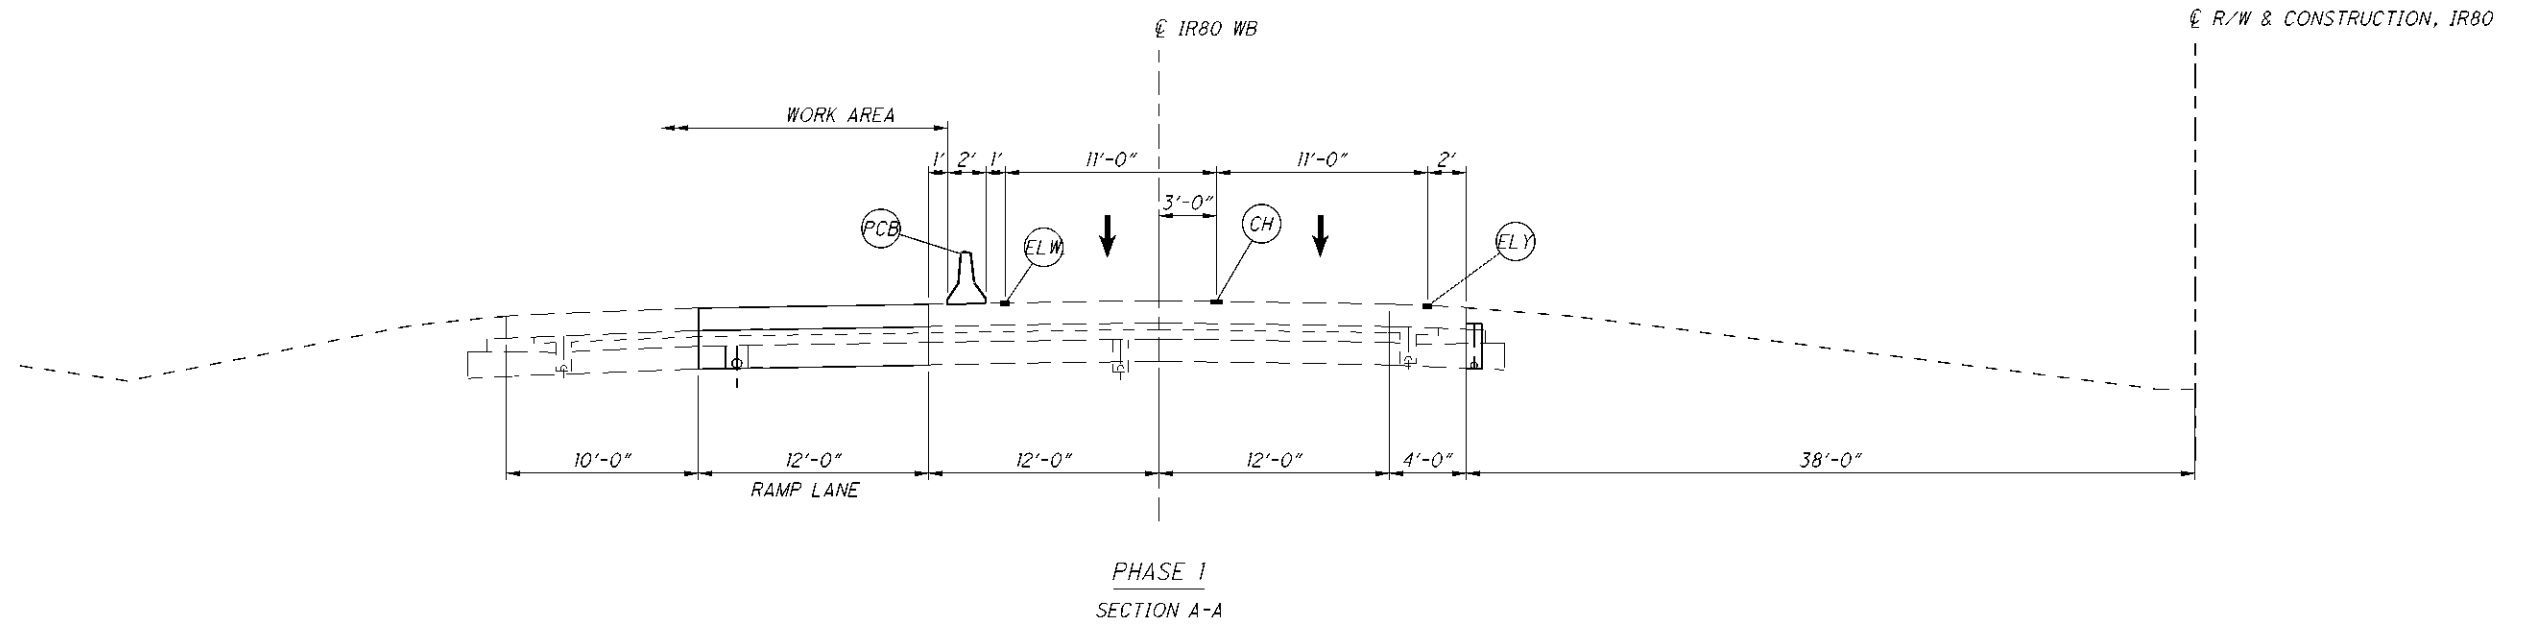 ℄ R/W & CONSTRUCTION, IR80
℄ IR80 WB
WORK AREA
1' 2' 1' 11'-0" 11'-0" 2'
3'-0"
PCB ELW CH ELY
10'-0" 12'-0" 12'-0" 12'-0" 4'-0" 38'-0"
RAMP LANE
PHASE 1
SECTION A-A